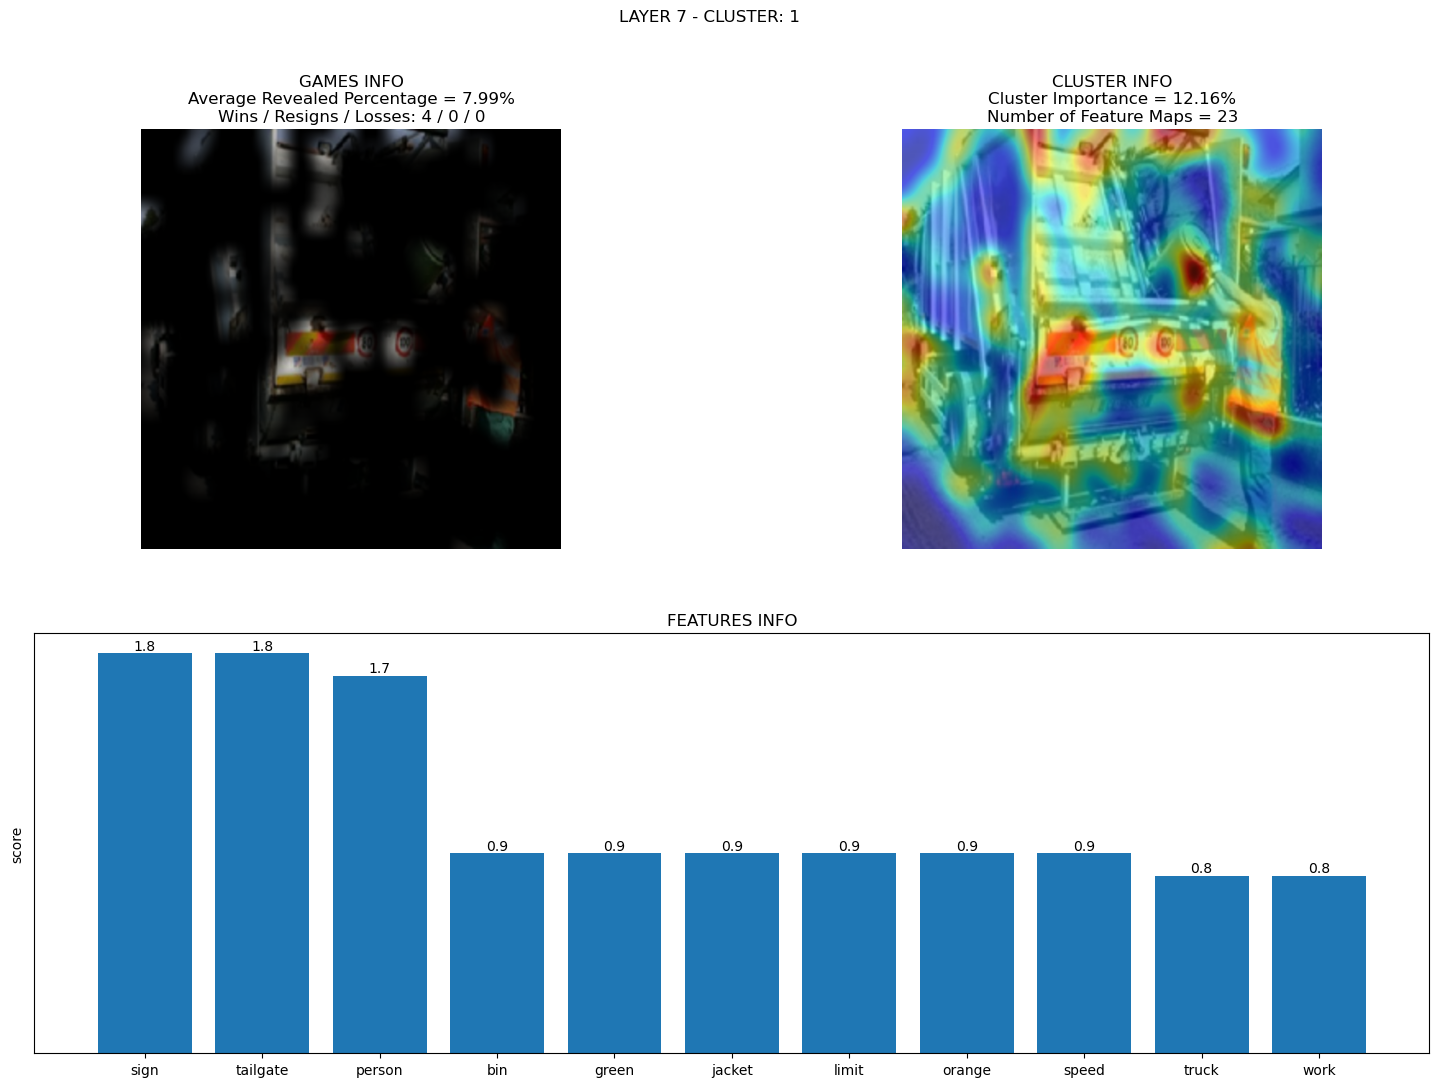 LAYER 7 - CLUSTER: 1
GAMES INFO
Average Revealed Percentage = 7.99%
Wins / Resigns / Losses: 4 / 0 / 0
CLUSTER INFO
Cluster Importance = 12.16%
Number of Feature Maps = 23
FEATURES INFO
score
1.8 1.8 1.7 0.9 0.9 0.9 0.9 0.9 0.9 0.8 0.8
sign tailgate person bin green jacket limit orange speed truck work